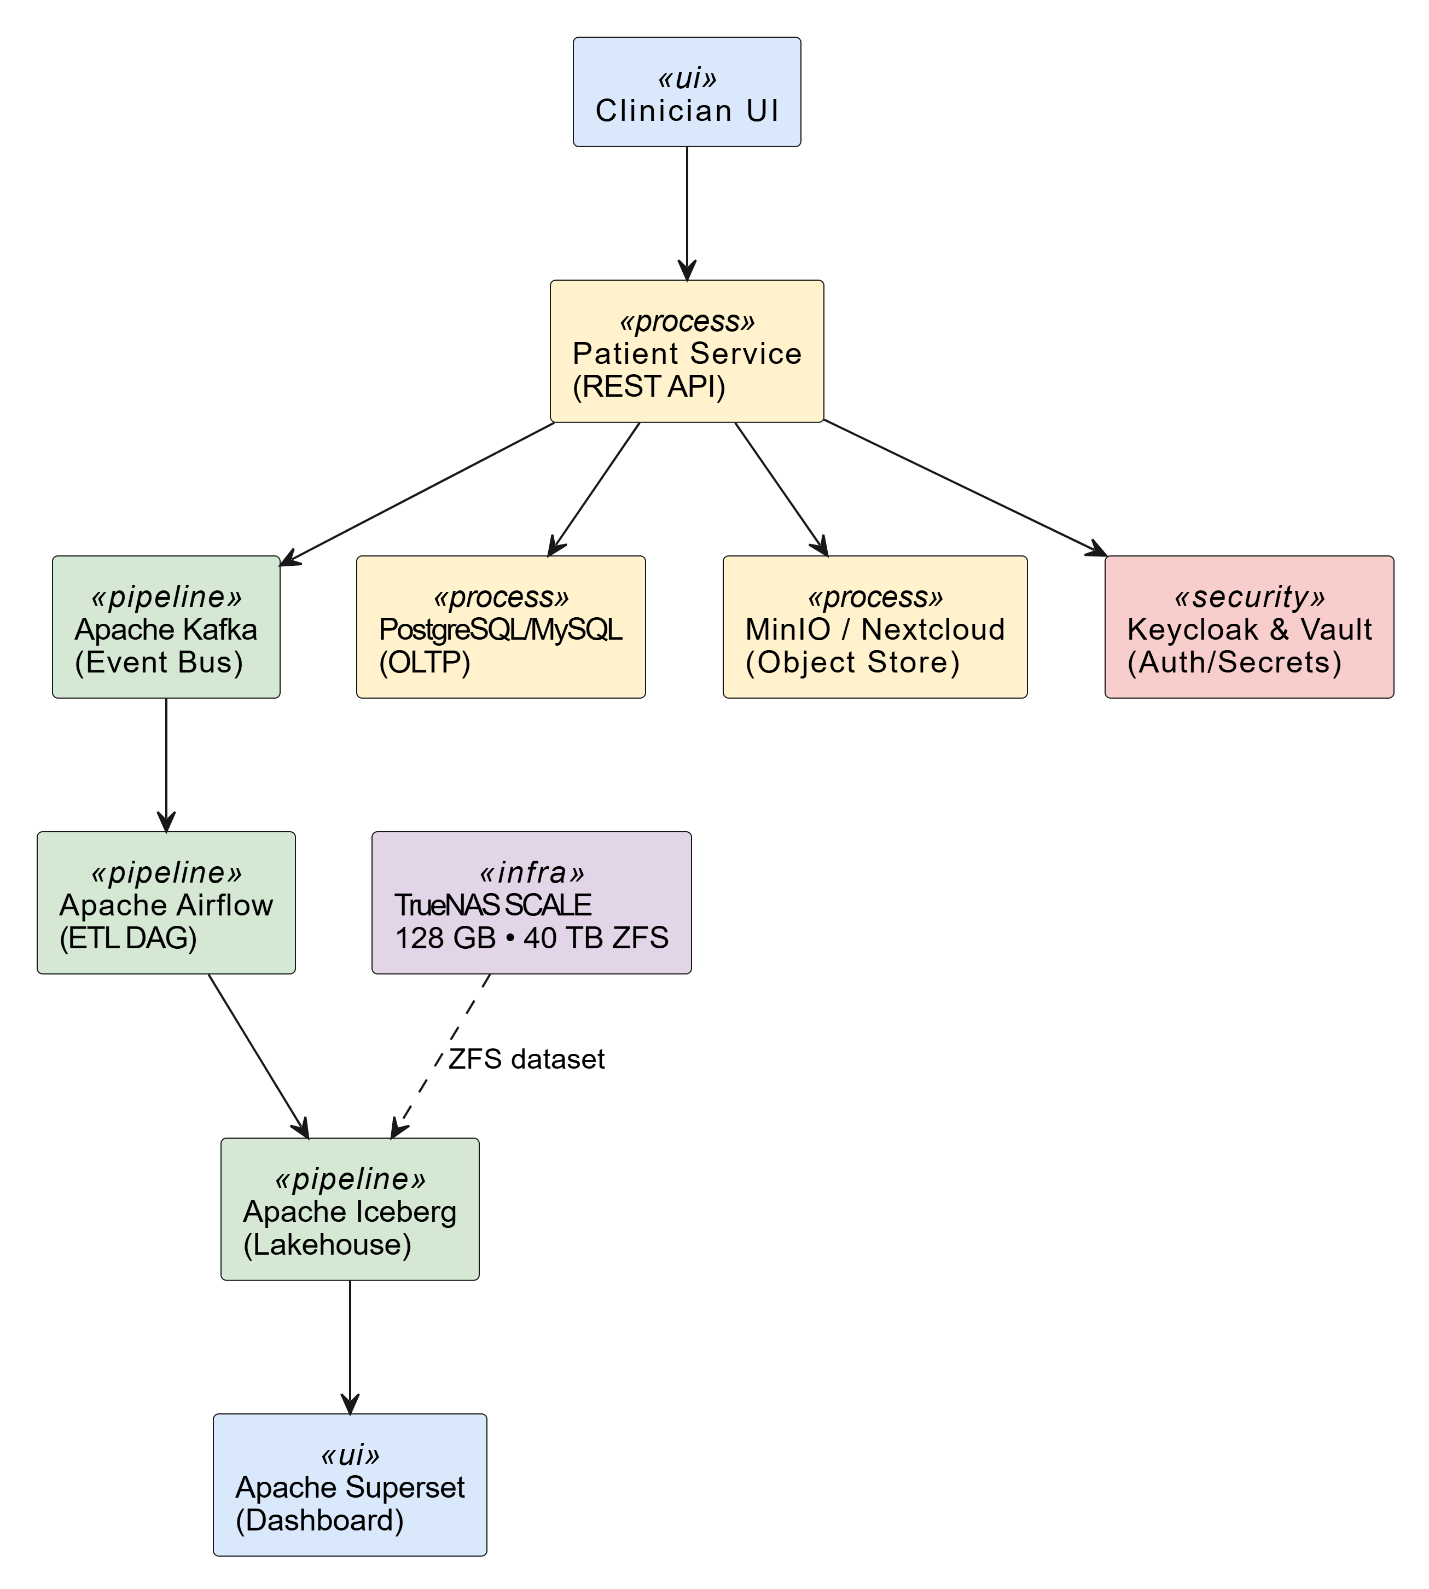 «ui»
Clinician UI
«process»
Patient Service
(REST API)
«pipeline»
Apache Kafka
(Event Bus)
«process»
PostgreSQL/MySQL
(OLTP)
«process»
MinIO / Nextcloud
(Object Store)
«security»
Keycloak & Vault
(Auth/Secrets)
«pipeline»
Apache Airflow
(ETL DAG)
«infra»
TrueNAS SCALE
128 GB • 40 TB ZFS
ZFS dataset
«pipeline»
Apache Iceberg
(Lakehouse)
«ui»
Apache Superset
(Dashboard)